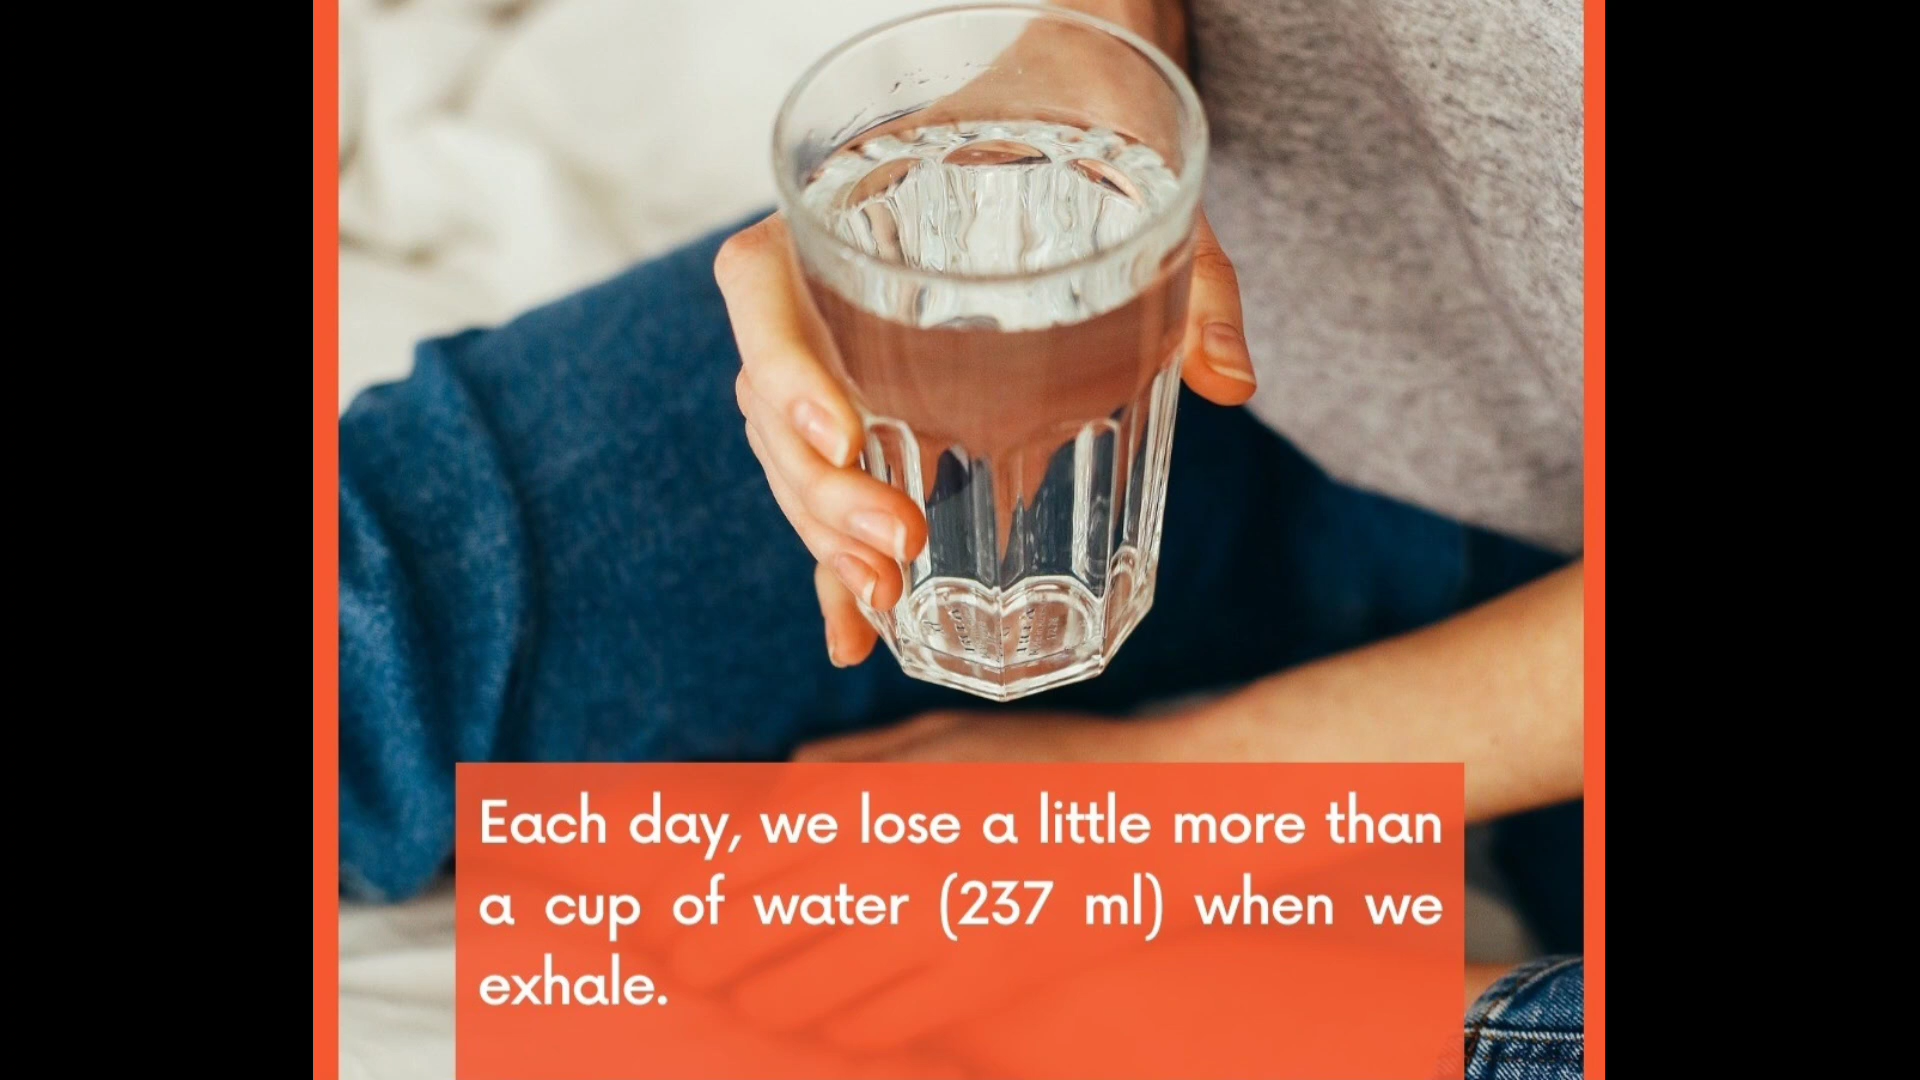 Each day, we lose a little more than
a cup of water (237 ml) when we
exhale.